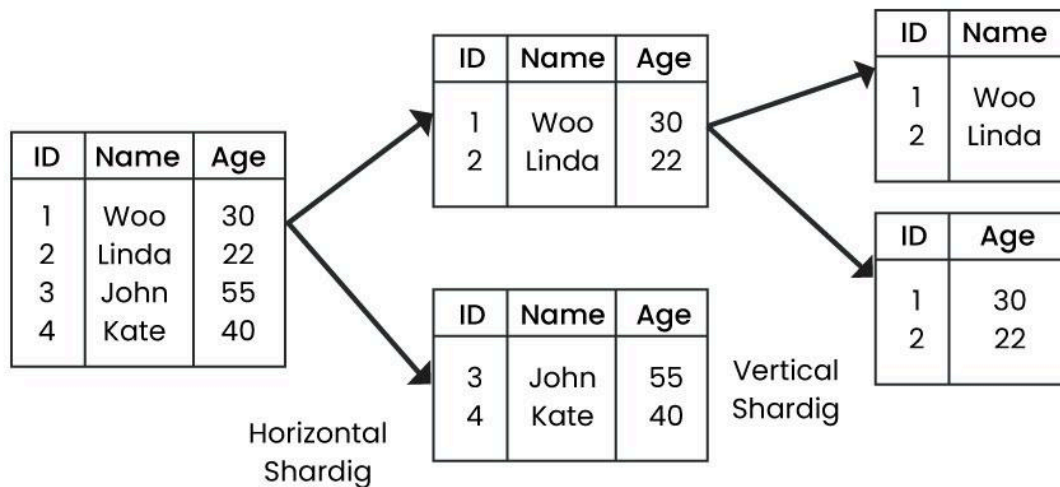 ID Name Age
1 Woo 30
2 Linda 22
3 John 55
4 Kate 40
Horizontal
Shardig
ID Name Age
1 Woo 30
2 Linda 22
ID Name Age
3 John 55
4 Kate 40
Vertical
Shardig
ID Name
1 Woo
2 Linda
ID Age
1 30
2 22